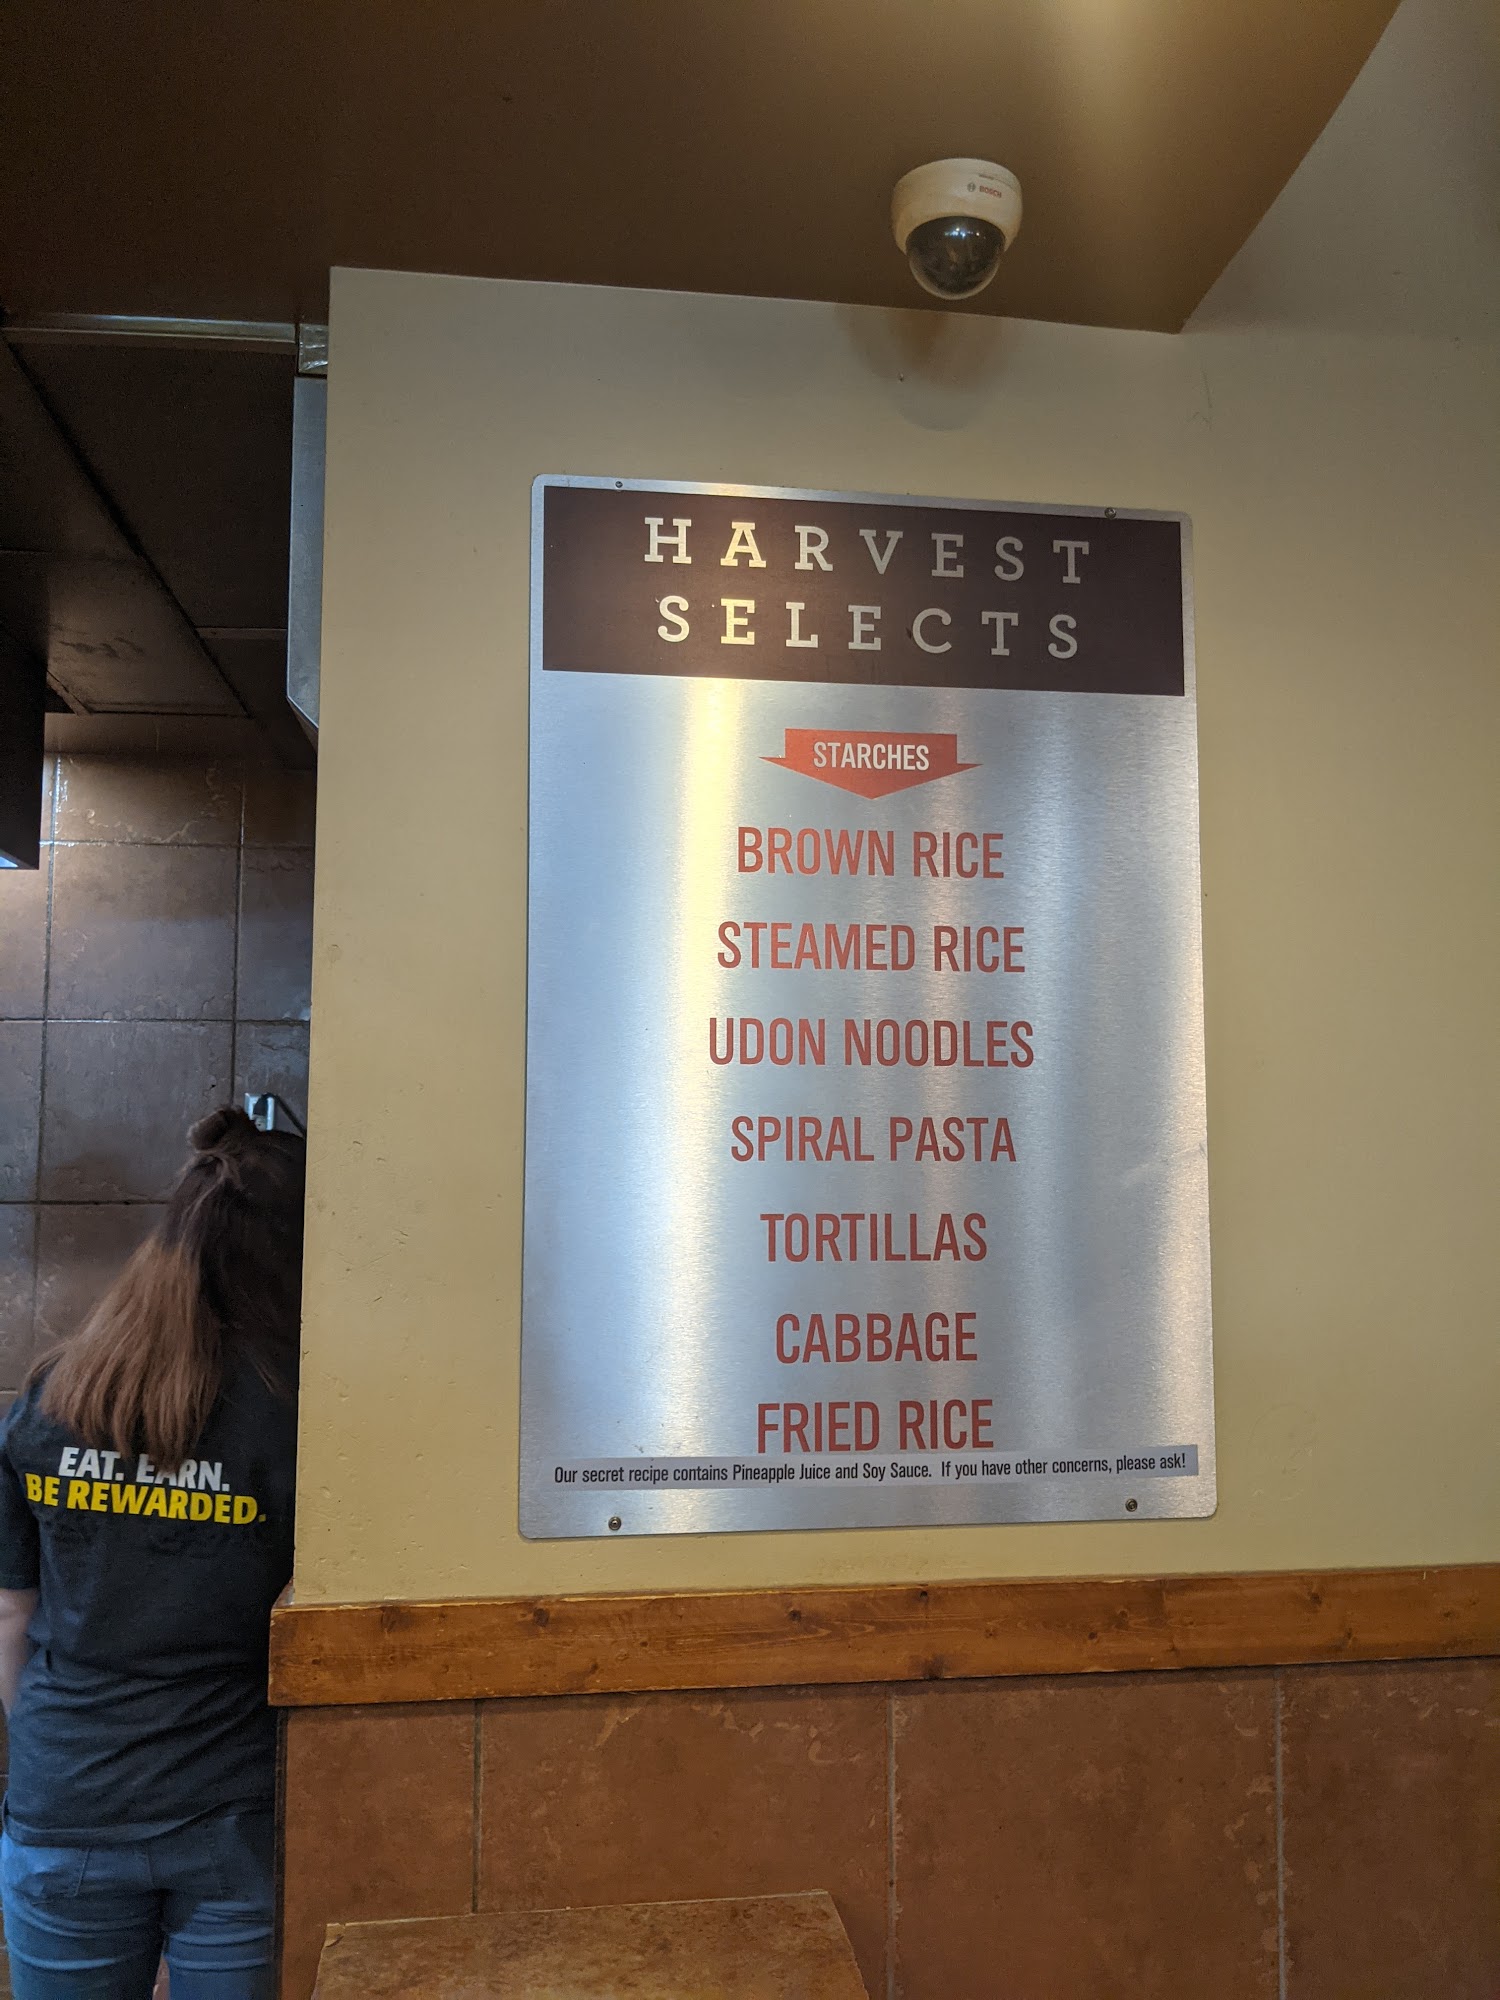 BOSCH
HARVEST
SELECTS
STARCHES
BROWN RICE
STEAMED RICE
UDON NOODLES
SPIRAL PASTA
TORTILLAS
CABBAGE
FRIED RICE
Our secret recipe contains Pineapple Juice and Soy Sauce. If you have other concerns, please ask!
EAT. EARN.
BE REWARDED.